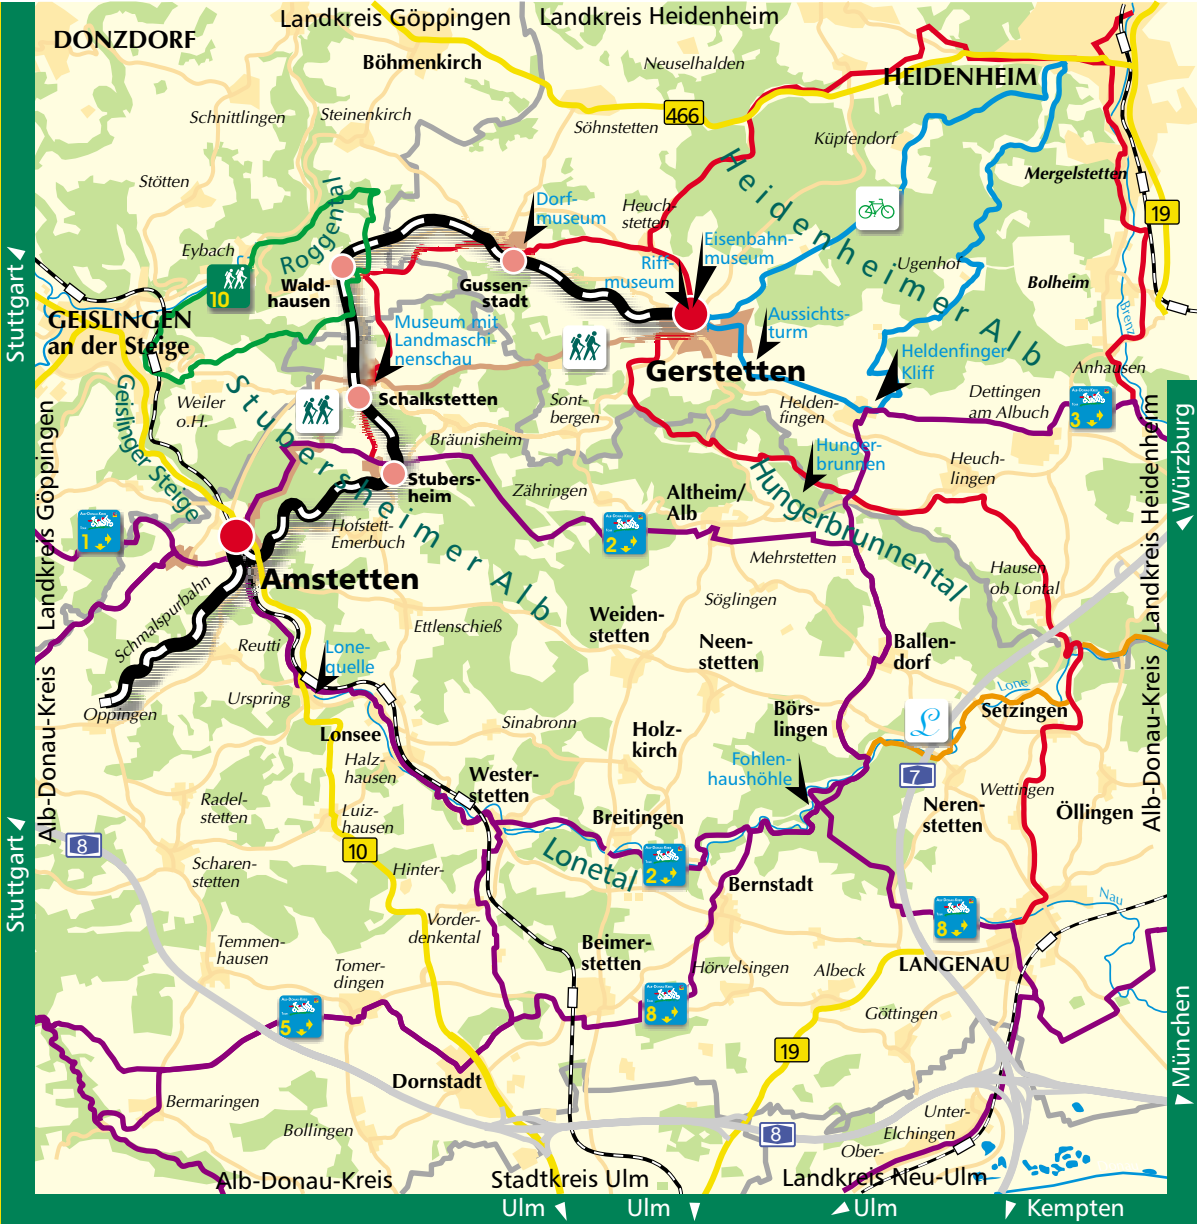 Landkreis Göppingen
Landkreis Heidenheim
DONZDORF
Böhmenkirch
Neuselhalden
HEIDENHEIM
Schnittlingen
Steinenkirch
466
Söhnstetten
Küpfendorf
Stötten
Mergelstetten
Roggental
Heidenheimer Alb
Dorf-
museum
Heuch-
stetten
19
Eybach
Eisenbahn-
museum
Riff-
museum
Ugenhof
Bolheim
10
Wald-
hausen
Gussen-
stadt
Stuttgart
GEISLINGEN
an der Steige
Museum mit
Landmaschi-
nenschau
Aussichts-
turm
Brenz
Heldenfinger
Kliff
Gerstetten
Anhausen
Geislinger Steige
Stubersheimer Alb
Weiler
o.H.
Schalkstetten
Sont-
bergen
Helden-
fingen
Dettingen
am Albuch
3
Landkreis Göppingen
Landkreis Heidenheim
Würzburg
Bräunisheim
Hunger-
brunnen
Heuch-
lingen
Stubers-
heim
Zähringen
Altheim/
Alb
Hungerbrunnental
1
Hofstett-
Emerbuch
2
Mehrstetten
Amstetten
Hausen
ob Lontal
Schmalspurbahn
Söglingen
Weiden-
stetten
Ettlenschieß
Neen-
stetten
Ballen-
dorf
Reutti
Lone-
quelle
Alb-Donau-Kreis
Alb-Donau-Kreis
Urspring
Oppingen
Lone
Setzingen
Sinabronn
Lonsee
Holz-
kirch
Börs-
lingen
L
Halz-
hausen
Fohlen-
haushöhle
7
Wester-
stetten
Wettingen
Radel-
stetten
Luiz-
hausen
Breitingen
Neren-
stetten
Öllingen
Stuttgart
8
10
Lonetal
Scharen-
stetten
Hinter-
2
Bernstadt
Nau
Vorder-
denkental
8
Temmen-
hausen
Beimer-
stetten
Tomer-
dingen
Hörvelsingen
Albeck
LANGENAU
5
8
Göttingen
München
19
Dornstadt
Bermaringen
Bollingen
8
Unter-
Elchingen
Ober-
Alb-Donau-Kreis
Stadtkreis Ulm
Landkreis Neu-Ulm
Ulm
Ulm
Ulm
Kempten